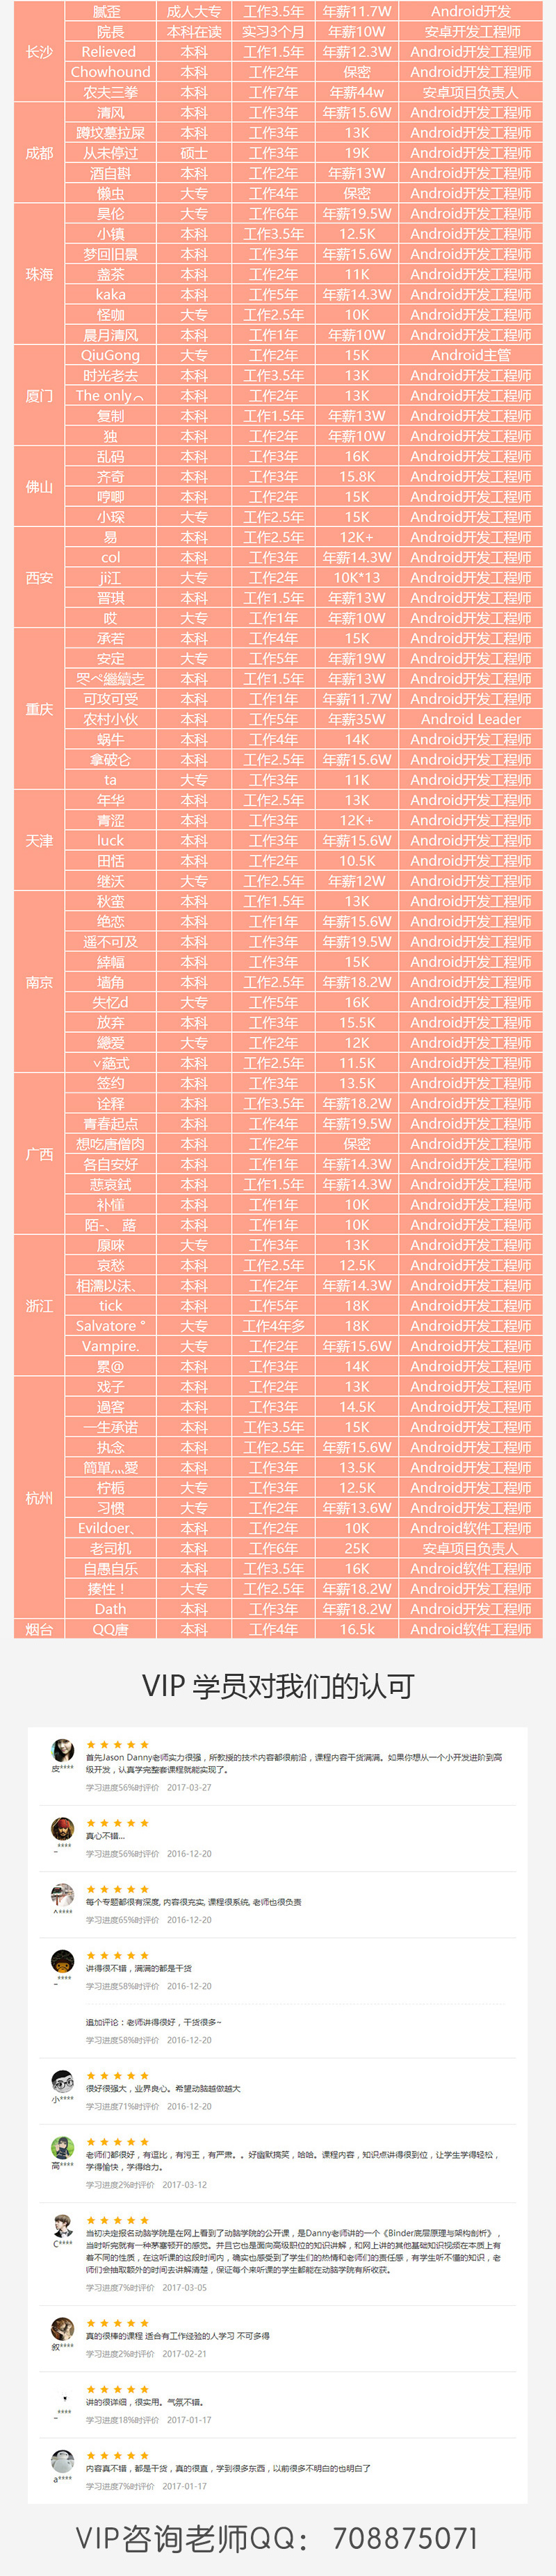 长沙
腻歪 成人大专 工作3.5年 年薪11.7W Android开发
院長 本科在读 实习3个月 年薪10W 安卓开发工程师
Relieved 本科 工作1.5年 年薪12.3W Android开发工程师
Chowhound 本科 工作2年 保密 Android开发工程师
农夫三拳 本科 工作7年 年薪44w 安卓项目负责人
成都
清风 本科 工作3年 年薪15.6W Android开发工程师
蹲坟墓拉屎 本科 工作3年 13K Android开发工程师
从未停过 硕士 工作3年 19K Android开发工程师
酒自斟 本科 工作2年 年薪13W Android开发工程师
懒虫 大专 工作4年 保密 Android开发工程师
珠海
昊伦 大专 工作6年 年薪19.5W Android开发工程师
小镇 本科 工作3.5年 12.5K Android开发工程师
梦回旧景 本科 工作3年 年薪15.6W Android开发工程师
盏茶 本科 工作2年 11K Android开发工程师
kaka 本科 工作5年 年薪14.3W Android开发工程师
怪咖 大专 工作2.5年 10K Android开发工程师
晨月清风 本科 工作1年 年薪10W Android开发工程师
厦门
QiuGong 大专 工作2年 15K Android主管
时光老去 本科 工作3.5年 13K Android开发工程师
The only╭ 本科 工作2年 13K Android开发工程师
复制 本科 工作1.5年 年薪13W Android开发工程师
独 本科 工作2年 年薪10W Android开发工程师
佛山
乱码 本科 工作3年 16K Android开发工程师
齐奇 本科 工作3年 15.8K Android开发工程师
哼唧 本科 工作2年 15K Android开发工程师
小琛 大专 工作2.5年 15K Android开发工程师
西安
易 本科 工作2.5年 12K+ Android开发工程师
col 本科 工作3年 年薪14.3W Android开发工程师
ji江 大专 工作2年 10K*13 Android开发工程师
晋琪 本科 工作1.5年 年薪13W Android开发工程师
哎 大专 工作1年 年薪10W Android开发工程师
重庆
承若 本科 工作4年 15K Android开发工程师
安定 大专 工作5年 年薪19W Android开发工程师
本科 工作1.5年 年薪13W Android开发工程师
可攻可受 本科 工作1年 年薪11.7W Android开发工程师
农村小伙 本科 工作5年 年薪35W Android Leader
蜗牛 本科 工作4年 14K Android开发工程师
拿破仑 本科 工作2.5年 年薪15.6W Android开发工程师
ta 大专 工作3年 11K Android开发工程师
天津
年华 本科 工作2.5年 13K Android开发工程师
青涩 本科 工作3年 12K+ Android开发工程师
luck 本科 工作3年 年薪15.6W Android开发工程师
田恬 本科 工作2年 10.5K Android开发工程师
继沃 大专 工作2.5年 年薪12W Android开发工程师
南京
秋蛮 本科 工作1.5年 13K Android开发工程师
绝恋 本科 工作1年 年薪15.6W Android开发工程师
遥不可及 本科 工作3年 年薪19.5W Android开发工程师
本科 工作3年 15K Android开发工程师
墙角 本科 工作2.5年 年薪18.2W Android开发工程师
失忆d 大专 工作5年 16K Android开发工程师
放弃 本科 工作3年 15.5K Android开发工程师
大专 工作2年 12K Android开发工程师
本科 工作2.5年 11.5K Android开发工程师
广西
签约 本科 工作3年 13.5K Android开发工程师
诠释 本科 工作3.5年 年薪18.2W Android开发工程师
青春起点 本科 工作4年 年薪19.5W Android开发工程师
想吃唐僧肉 本科 工作2年 保密 Android开发工程师
各自安好 本科 工作1年 年薪14.3W Android开发工程师
本科 工作1.5年 年薪14.3W Android开发工程师
补懂 本科 工作1年 10K Android开发工程师
陌-、 蕗 本科 工作1年 10K Android开发工程师
浙江
原唻 大专 工作3年 13K Android开发工程师
哀愁 本科 工作2.5年 12.5K Android开发工程师
相濡以沫、 本科 工作2年 年薪14.3W Android开发工程师
tick 本科 工作5年 18K Android开发工程师
Salvatore ° 大专 工作4年多 18K Android开发工程师
Vampire. 大专 工作2年 年薪15.6W Android开发工程师
累@ 本科 工作3年 14K Android开发工程师
杭州
戏子 本科 工作2年 13K Android开发工程师
過客 本科 工作3年 14.5K Android开发工程师
一生承诺 本科 工作3.5年 15K Android开发工程师
执念 本科 工作2.5年 年薪15.6W Android开发工程师
簡單灬愛 本科 工作3年 13.5K Android开发工程师
柠栀 大专 工作3年 12.5K Android开发工程师
习惯 大专 工作2年 年薪13.6W Android开发工程师
Evildoer、 本科 工作2年 10K Android软件工程师
老司机 本科 工作6年 25K 安卓项目负责人
自愚自乐 本科 工作3.5年 16K Android软件工程师
揍性！ 大专 工作2.5年 年薪18.2W Android开发工程师
Dath 本科 工作3年 年薪18.2W Android开发工程师
烟台 QQ唐 本科 工作4年 16.5k Android软件工程师
VIP 学员对我们的认可
皮****
首先Jason Danny老师实力很强，所教授的技术内容都很前沿，课程内容干货满满。如果你想从一个小开发进阶到高
级开发，认真学完整套课程就能实现了。
学习进度56%时评价 2017-03-27
_****
真心不错...
学习进度56%时评价 2016-12-20
^****
每个专题都很有深度, 内容很充实, 课程很系统, 老师也很负责
学习进度65%时评价 2016-12-20
~****
讲得很不错，满满的都是干货
学习进度58%时评价 2016-12-20
追加评论：老师讲得很好，干货很多~
学习进度58%时评价 2016-12-20
小****
很好很强大，业界良心。希望动脑越做越大
学习进度71%时评价 2016-12-20
高****
老师们都很好，有逗比，有污王，有严肃。。好幽默搞笑，哈哈。课程内容，知识点讲得很到位，让学生学得轻松，
学得愉快，学得给力。
学习进度2%时评价 2017-03-12
C****
当初决定报名动脑学院是在网上看到了动脑学院的公开课，是Danny老师讲的一个《Binder底层原理与架构剖析》，
当时听完就有一种茅塞顿开的感觉。并且它也是面向高级职位的知识讲解，和网上讲的其他基础知识视频在本质上有
着不同的性质，在这听课的这段时间内，确实也感受到了学生们的热情和老师们的责任感，有学生听不懂的知识，老
师们会抽取额外的时间去讲解清楚，保证每个来听课的学生都能在动脑学院有所收获。
学习进度7%时评价 2017-03-05
叙****
真的很棒的课程 适合有工作经验的人学习 不可多得
学习进度2%时评价 2017-02-21
_****
讲的很详细，很实用。气氛不错。
学习进度18%时评价 2017-01-17
a****
内容真不错，都是干货，真的很直，学到很多东西，以前很多不明白的也明白了
学习进度7%时评价 2017-01-17
VIP咨询老师QQ： 708875071